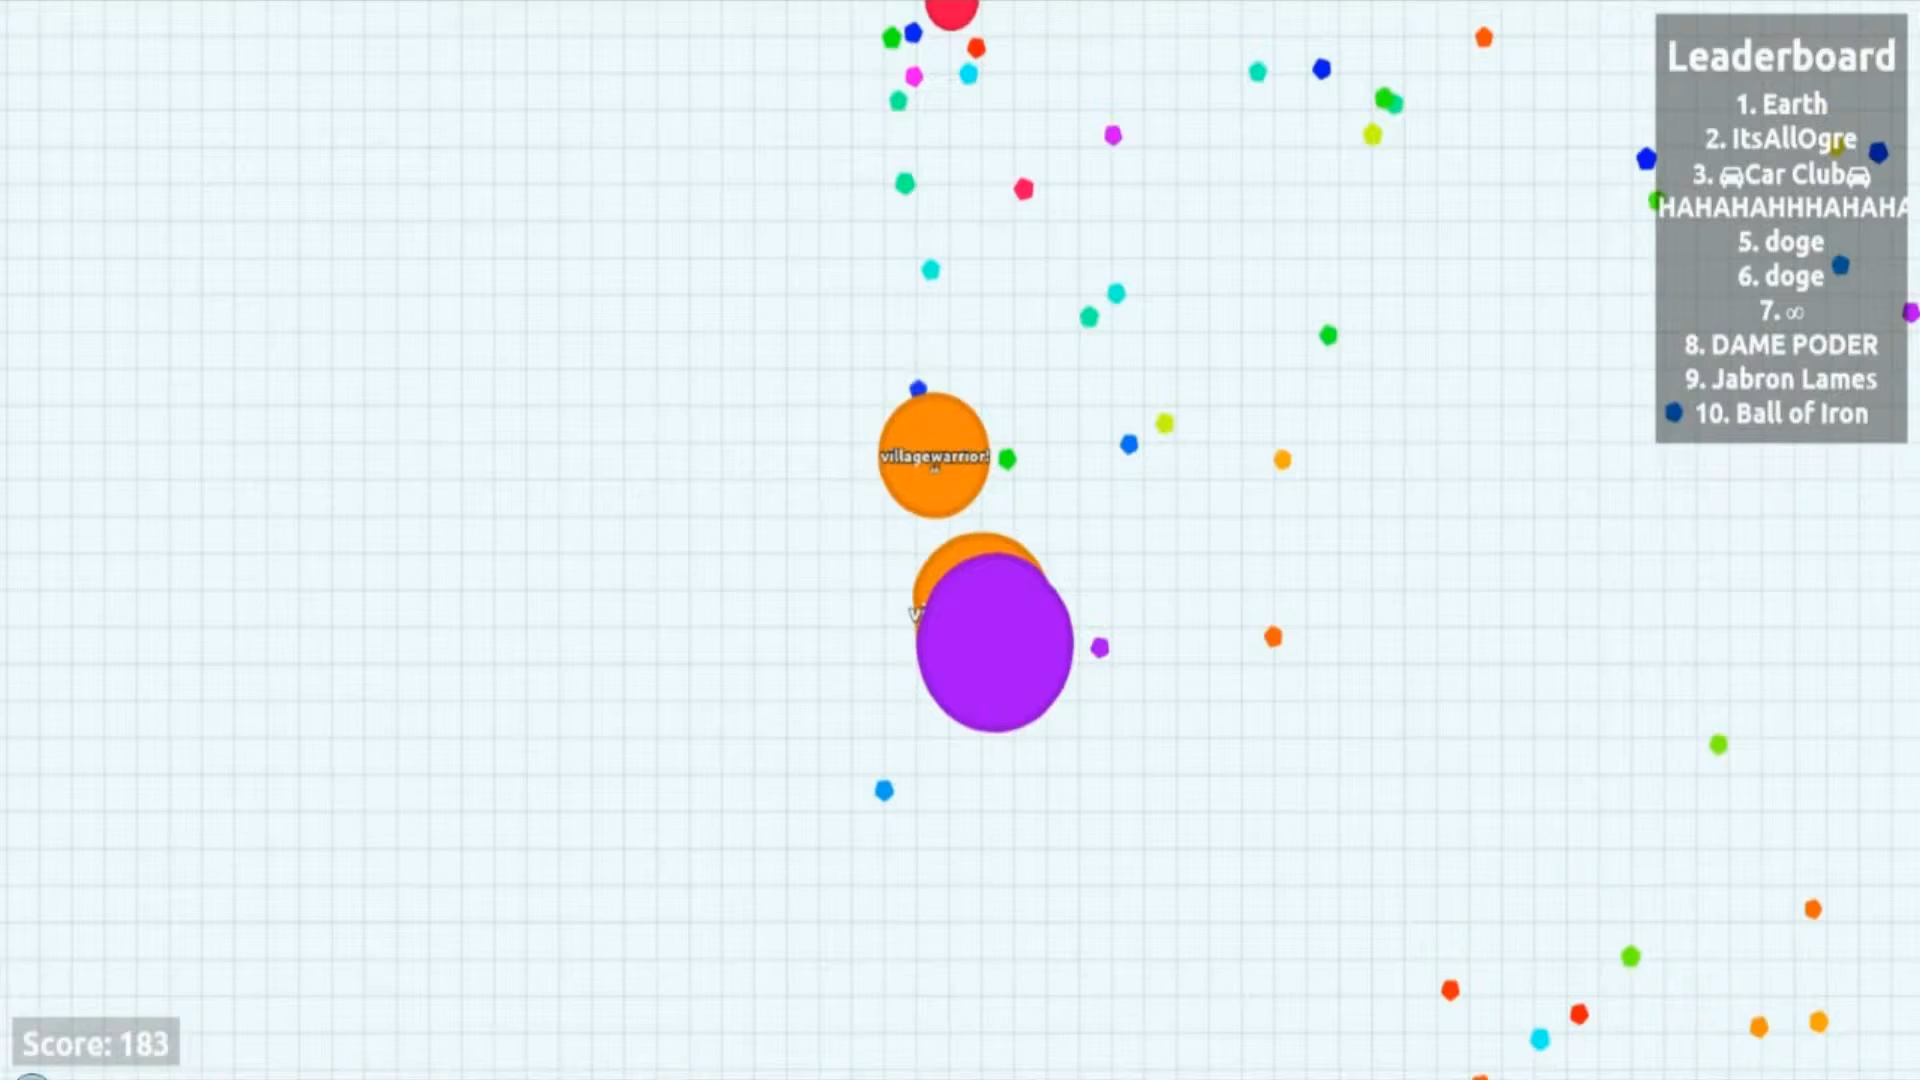 Leaderboard
1. Earth
2. ItsAllOgre
3. 🚘Car Club🚘
HAHAHAHHHAHAHA
5. doge
6. doge
7. ∞
8. DAME PODER
9. Jabron Lames
10. Ball of Iron
villagewarrior!
Score: 183